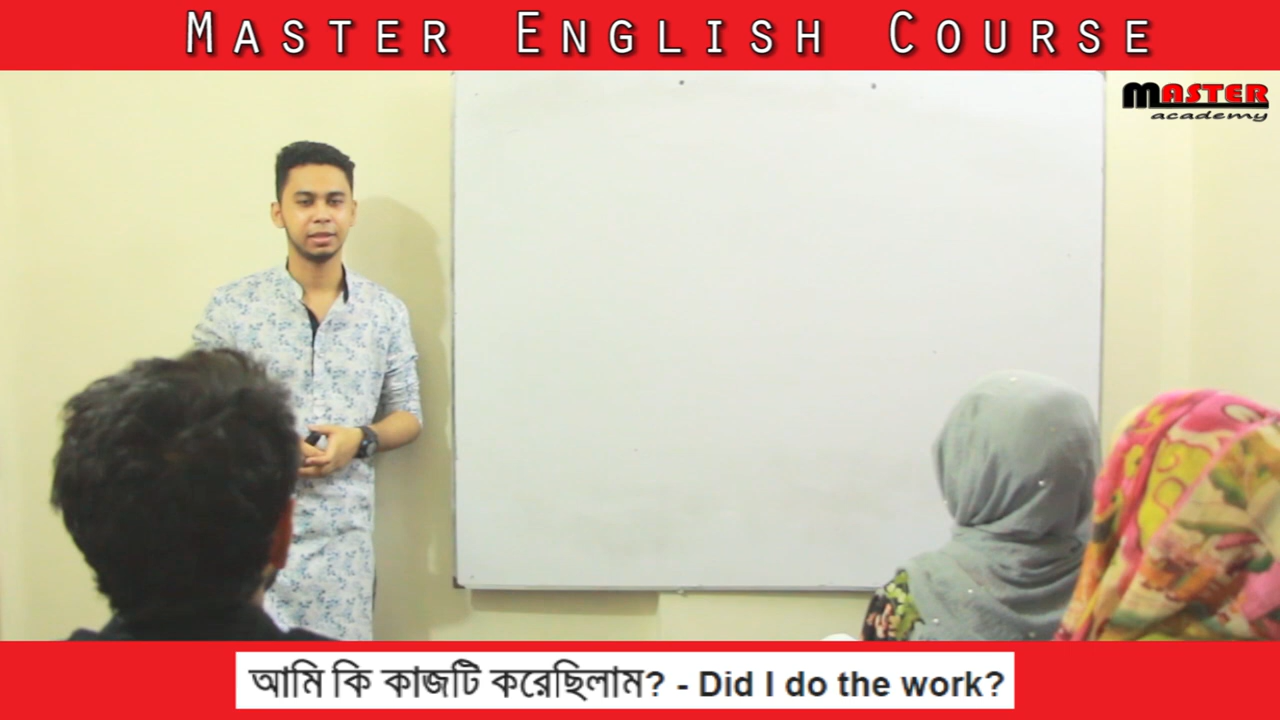 Master English Course
MASTER
academy
আমি কি কাজটি করেছিলাম? - Did I do the work?